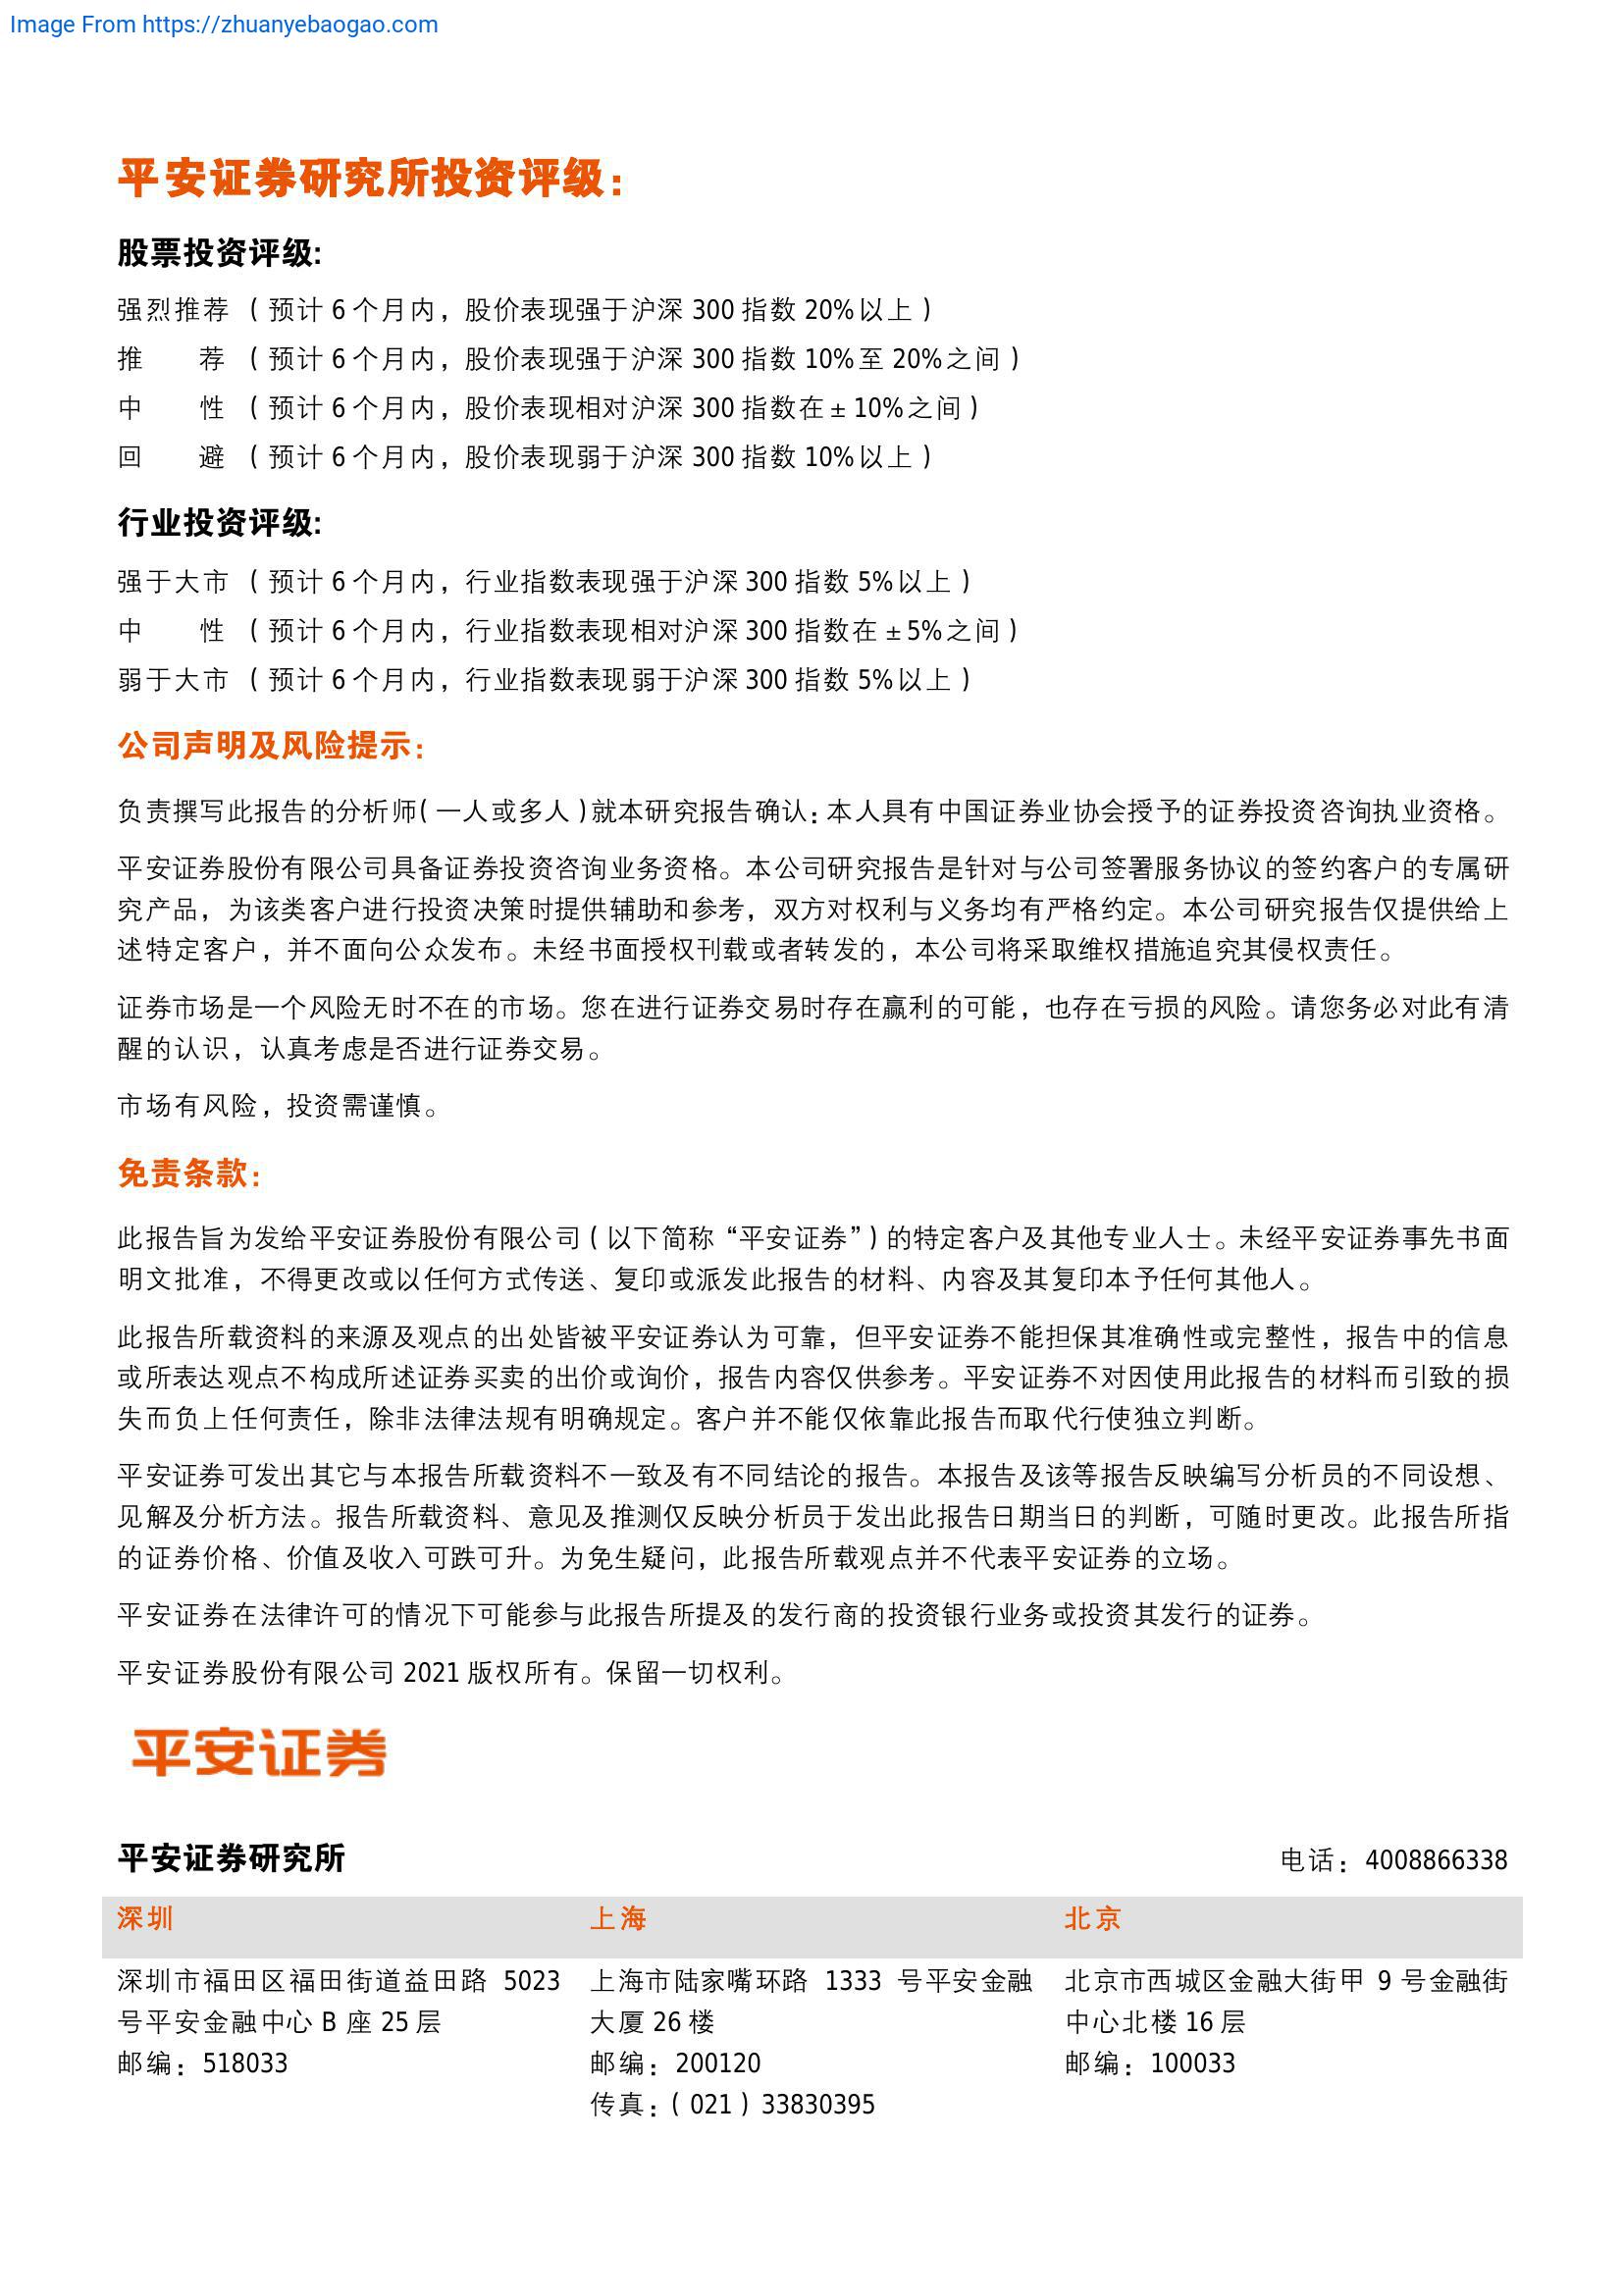 Image From https://zhuanyebaogao.com
平安证券研究所投资评级：
股票投资评级:
强烈推荐 （预计 6 个月内，股价表现强于沪深 300 指数 20%以上）
推 荐 （预计 6 个月内，股价表现强于沪深 300 指数 10%至 20%之间）
中 性 （预计 6 个月内，股价表现相对沪深 300 指数在±10%之间）
回 避 （预计 6 个月内，股价表现弱于沪深 300 指数 10%以上）
行业投资评级:
强于大市 （预计 6 个月内，行业指数表现强于沪深 300 指数 5%以上）
中 性 （预计 6 个月内，行业指数表现相对沪深 300 指数在±5%之间）
弱于大市 （预计 6 个月内，行业指数表现弱于沪深 300 指数 5%以上）
公司声明及风险提示：
负责撰写此报告的分析师（一人或多人）就本研究报告确认：本人具有中国证券业协会授予的证券投资咨询执业资格。
平安证券股份有限公司具备证券投资咨询业务资格。本公司研究报告是针对与公司签署服务协议的签约客户的专属研
究产品，为该类客户进行投资决策时提供辅助和参考，双方对权利与义务均有严格约定。本公司研究报告仅提供给上
述特定客户，并不面向公众发布。未经书面授权刊载或者转发的，本公司将采取维权措施追究其侵权责任。
证券市场是一个风险无时不在的市场。您在进行证券交易时存在赢利的可能，也存在亏损的风险。请您务必对此有清
醒的认识，认真考虑是否进行证券交易。
市场有风险，投资需谨慎。
免责条款：
此报告旨为发给平安证券股份有限公司（以下简称“平安证券”）的特定客户及其他专业人士。未经平安证券事先书面
明文批准，不得更改或以任何方式传送、复印或派发此报告的材料、内容及其复印本予任何其他人。
此报告所载资料的来源及观点的出处皆被平安证券认为可靠，但平安证券不能担保其准确性或完整性，报告中的信息
或所表达观点不构成所述证券买卖的出价或询价，报告内容仅供参考。平安证券不对因使用此报告的材料而引致的损
失而负上任何责任，除非法律法规有明确规定。客户并不能仅依靠此报告而取代行使独立判断。
平安证券可发出其它与本报告所载资料不一致及有不同结论的报告。本报告及该等报告反映编写分析员的不同设想、
见解及分析方法。报告所载资料、意见及推测仅反映分析员于发出此报告日期当日的判断，可随时更改。此报告所指
的证券价格、价值及收入可跌可升。为免生疑问，此报告所载观点并不代表平安证券的立场。
平安证券在法律许可的情况下可能参与此报告所提及的发行商的投资银行业务或投资其发行的证券。
平安证券股份有限公司 2021 版权所有。保留一切权利。
平安证券
平安证券研究所 电话：4008866338
深圳 上海 北京
深圳市福田区福田街道益田路 5023 上海市陆家嘴环路 1333 号平安金融 北京市西城区金融大街甲 9 号金融街
号平安金融中心 B 座 25 层 大厦 26 楼 中心北楼 16 层
邮编：518033 邮编：200120 邮编：100033
传真：（021）33830395